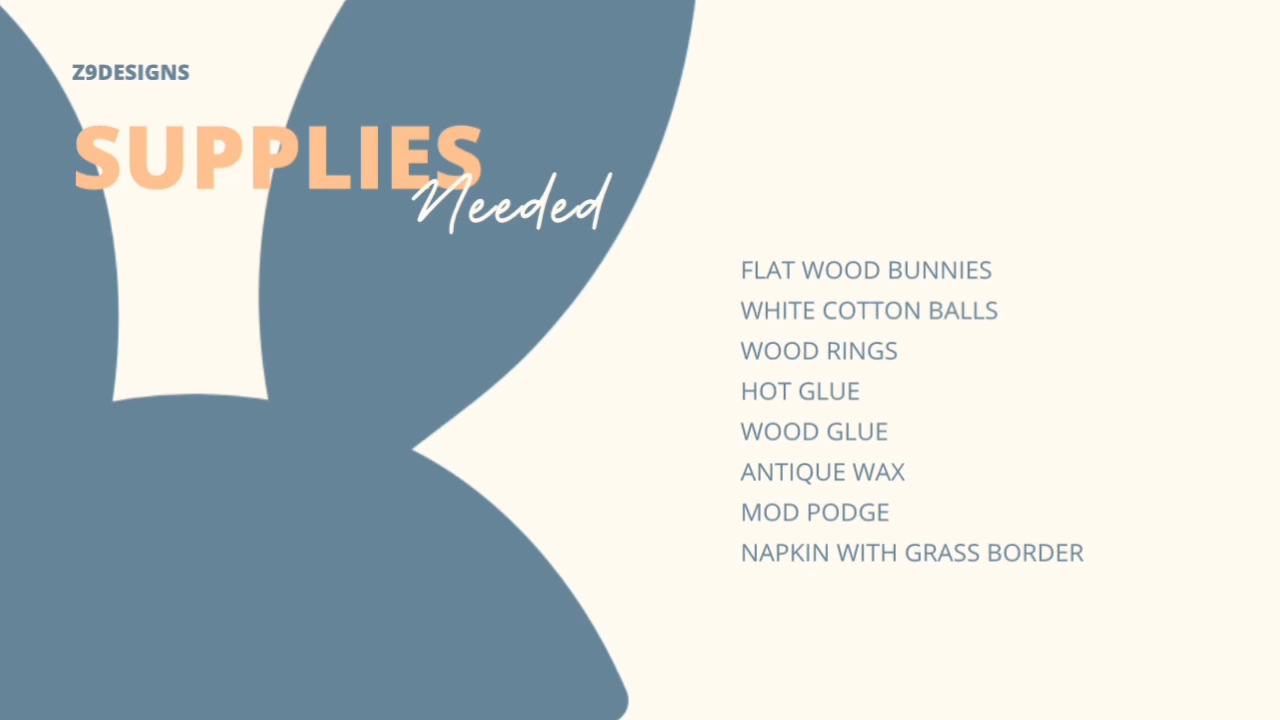 Z9DESIGNS
SUPPLIES
Needed
FLAT WOOD BUNNIES
WHITE COTTON BALLS
WOOD RINGS
HOT GLUE
WOOD GLUE
ANTIQUE WAX
MOD PODGE
NAPKIN WITH GRASS BORDER